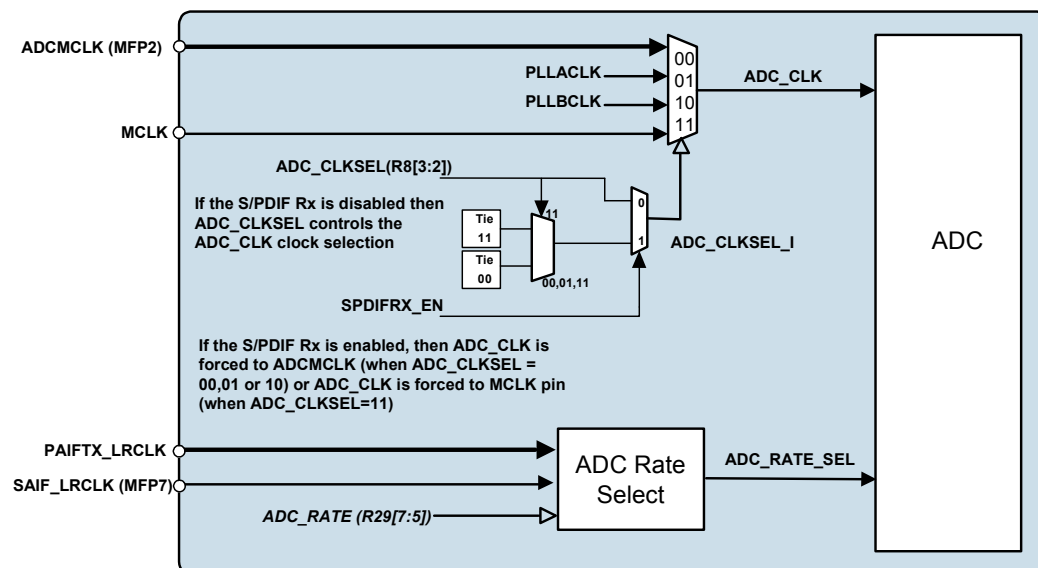 ADCMCLK (MFP2)
PLLACLK
PLLBCLK
MCLK
00
01
10
11
ADC_CLK
ADC_CLKSEL(R8[3:2])
If the S/PDIF Rx is disabled then
ADC_CLKSEL controls the
ADC_CLK clock selection
Tie
11
Tie
00
11
00,01,11
0
1
ADC_CLKSEL_I
SPDIFRX_EN
ADC
If the S/PDIF Rx is enabled, then ADC_CLK is
forced to ADCMCLK (when ADC_CLKSEL =
00,01 or 10) or ADC_CLK is forced to MCLK pin
(when ADC_CLKSEL=11)
PAIFTX_LRCLK
SAIF_LRCLK (MFP7)
ADC_RATE (R29[7:5])
ADC Rate
Select
ADC_RATE_SEL